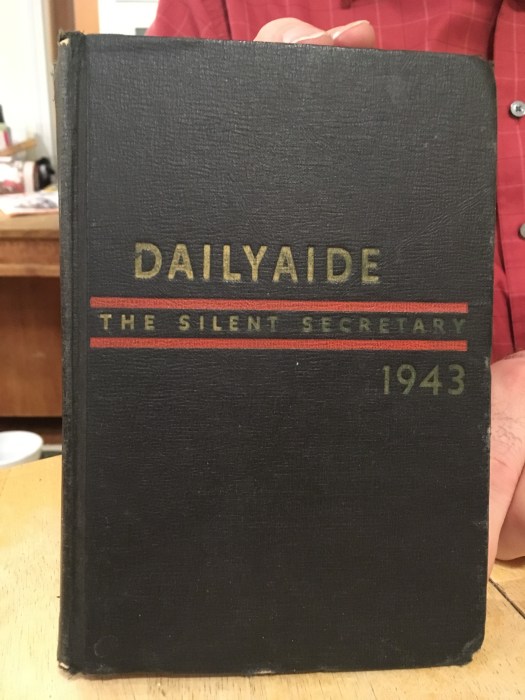 DAILYAIDE
THE SILENT SECRETARY
1943